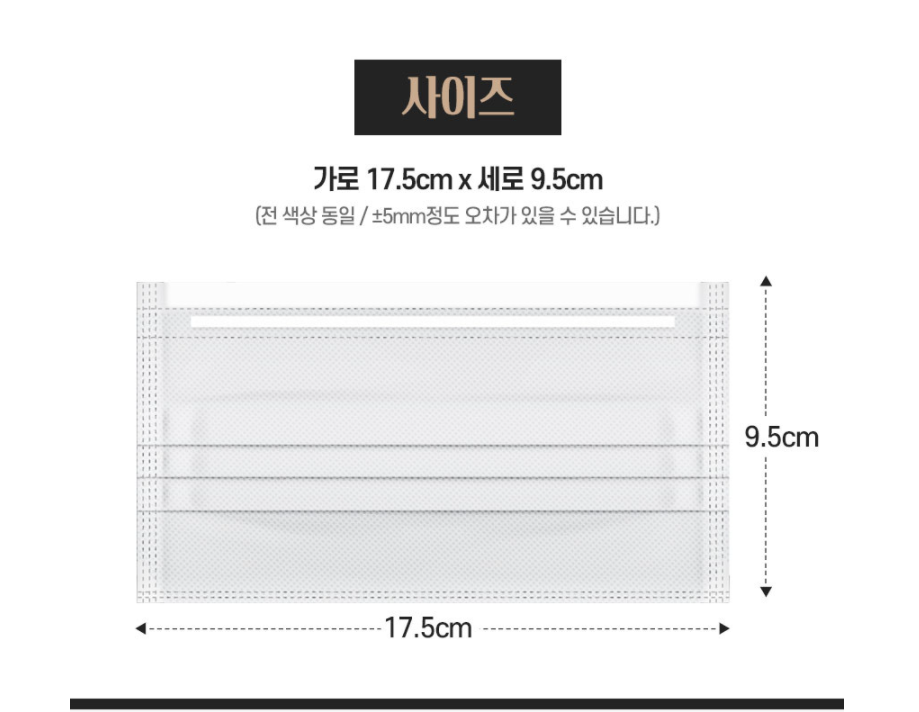 사이즈
가로 17.5cm x 세로 9.5cm
(전 색상 동일 / ±5mm정도 오차가 있을 수 있습니다.)
9.5cm
17.5cm